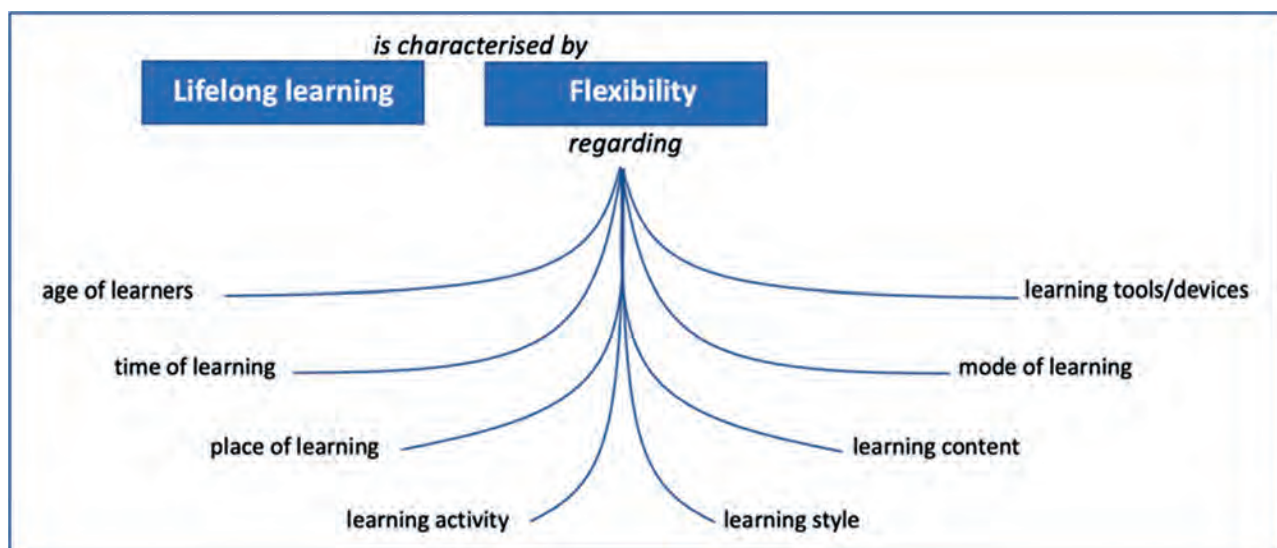 is characterised by
Lifelong learning
Flexibility
regarding
age of learners
learning tools/devices
time of learning
mode of learning
place of learning
learning content
learning activity
learning style